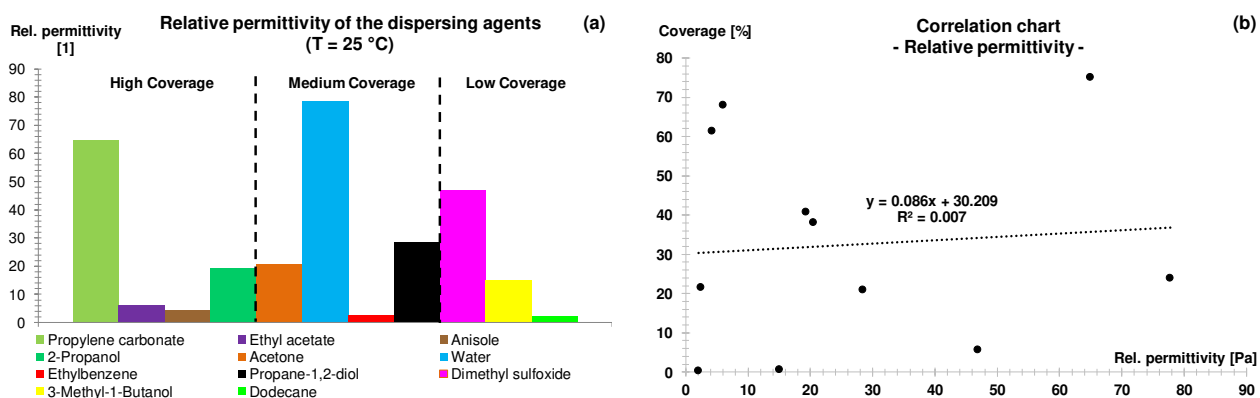 Relative permittivity of the dispersing agents
(T = 25 °C)
(a)
Rel. permittivity
[1]
90
80
70
60
50
40
30
20
10
0
High Coverage
Medium Coverage
Low Coverage
Propylene carbonate
Ethyl acetate
Anisole
2-Propanol
Acetone
Water
Ethylbenzene
Propane-1,2-diol
Dimethyl sulfoxide
3-Methyl-1-Butanol
Dodecane
Correlation chart
- Relative permittivity -
(b)
Coverage [%]
80
70
60
50
40
30
20
10
0
y = 0.086x + 30.209
R² = 0.007
Rel. permittivity [Pa]
0 10 20 30 40 50 60 70 80 90